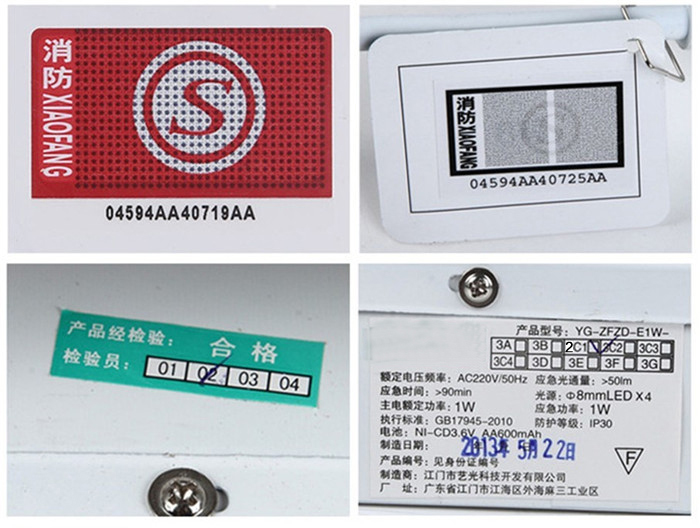 消防 XIAOFANG
S
04594AA40719AA
消防 XIAOFANG
S
04594AA40725AA
产品经检验: 合格
检验员: 01 02 03 04
产品型号: YG-ZFZD-E1W-
3A 3B 2C1 3C2 3C3
3C4 3D 3E 3F 3G
额定电压频率: AC220V/50Hz 应急光通量: >50lm
应急时间: >90min 光源: Φ8mmLED X4
主电额定功率: 1W 应急功率: 1W
执行标准: GB17945-2010 防护等级: IP30
电池: NI-CD3.6V AA600mAh
制造日期: 2013年5月22日
产品编号: 见身份证编号
制造商: 江门市艺光科技开发有限公司
厂 址: 广东省江门市江海区外海麻三工业区
F